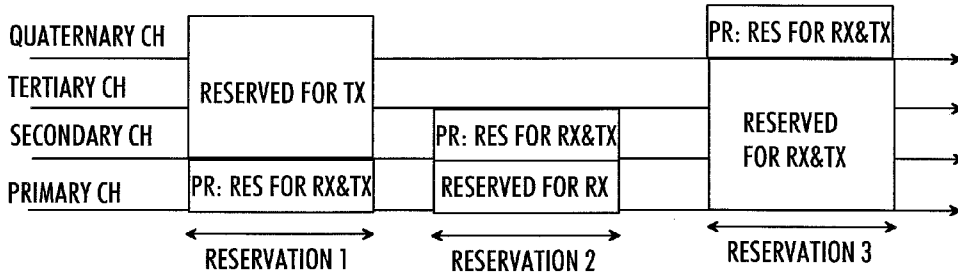 QUATERNARY CH
PR: RES FOR RX&TX
TERTIARY CH
RESERVED FOR TX
SECONDARY CH
PR: RES FOR RX&TX
RESERVED
FOR RX&TX
PRIMARY CH
PR: RES FOR RX&TX
RESERVED FOR RX
RESERVATION 1
RESERVATION 2
RESERVATION 3